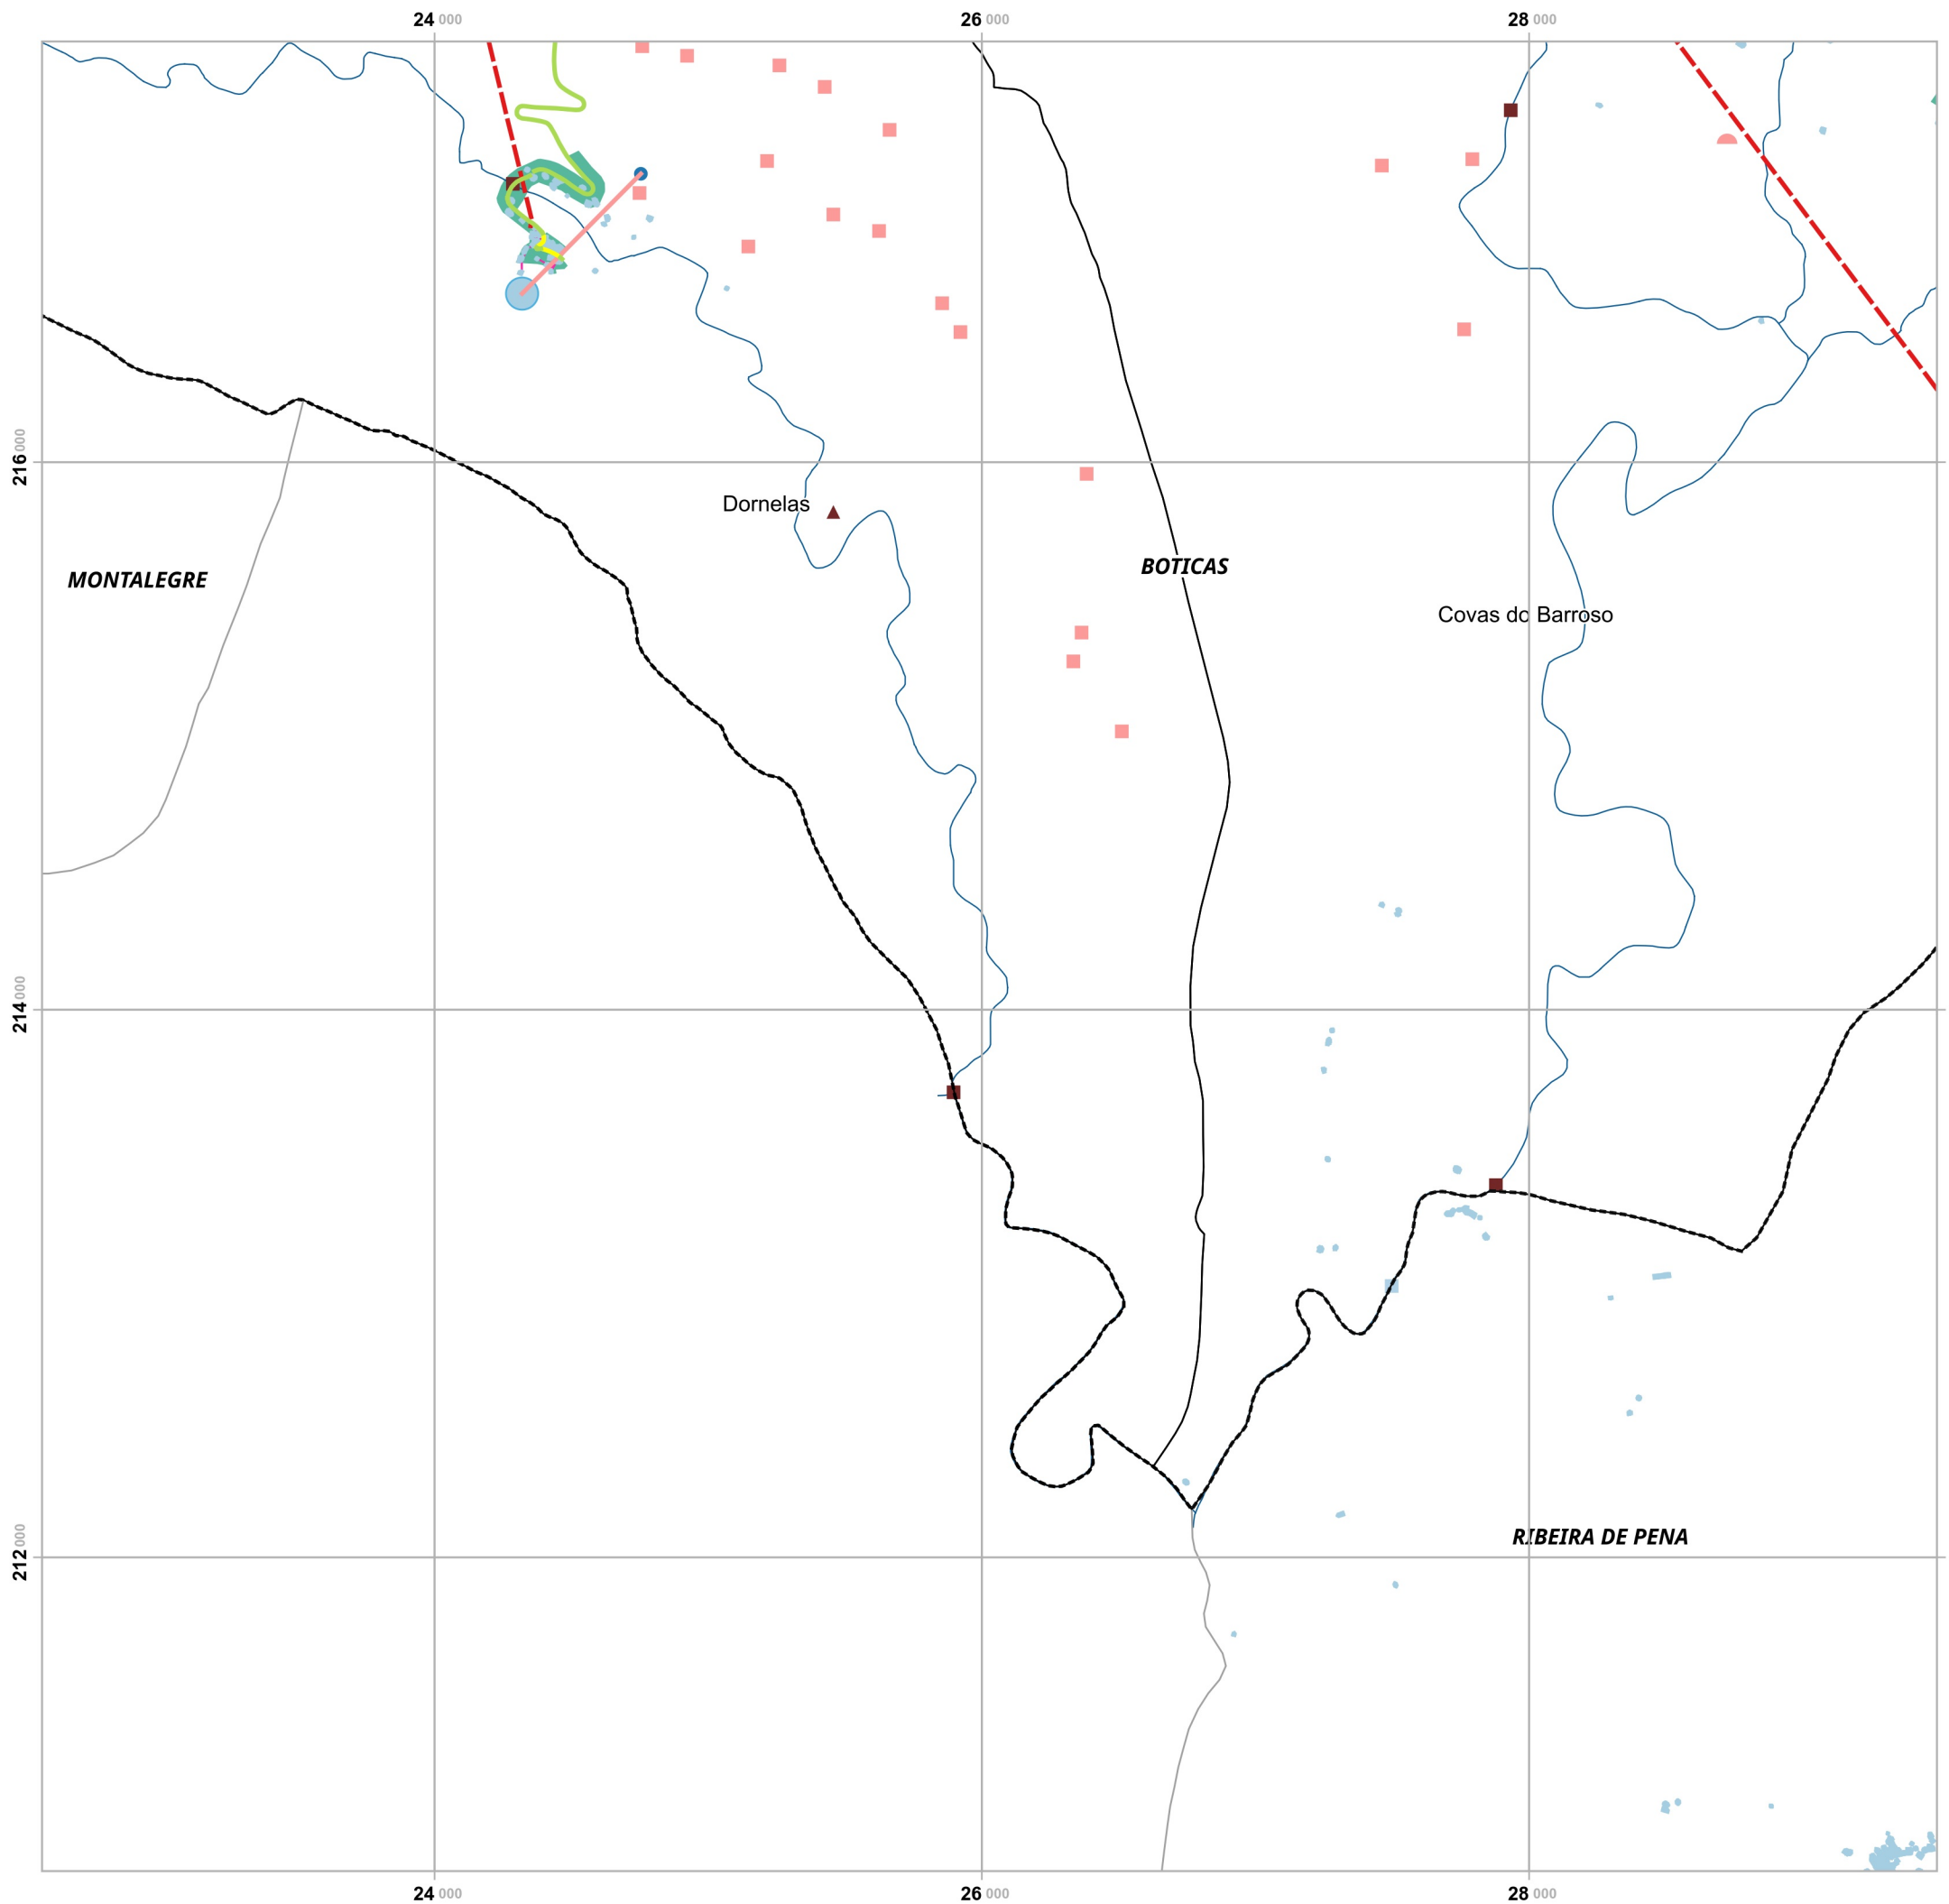 24 000
26 000
28 000
216 000
Dornelas
BOTICAS
MONTALEGRE
Covas do Barroso
214 000
RIBEIRA DE PENA
212 000
24 000
26 000
28 000